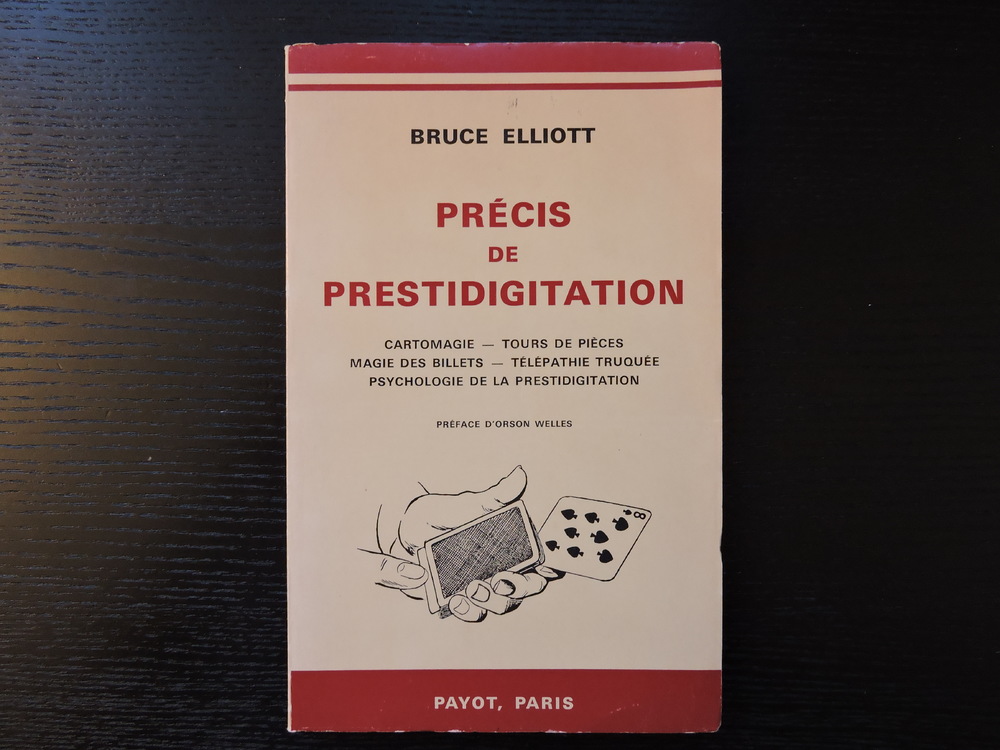 BRUCE ELLIOTT
PRÉCIS
DE
PRESTIDIGITATION
CARTOMAGIE — TOURS DE PIÈCES
MAGIE DES BILLETS — TÉLÉPATHIE TRUQUÉE
PSYCHOLOGIE DE LA PRESTIDIGITATION
PRÉFACE D'ORSON WELLES
8
PAYOT, PARIS